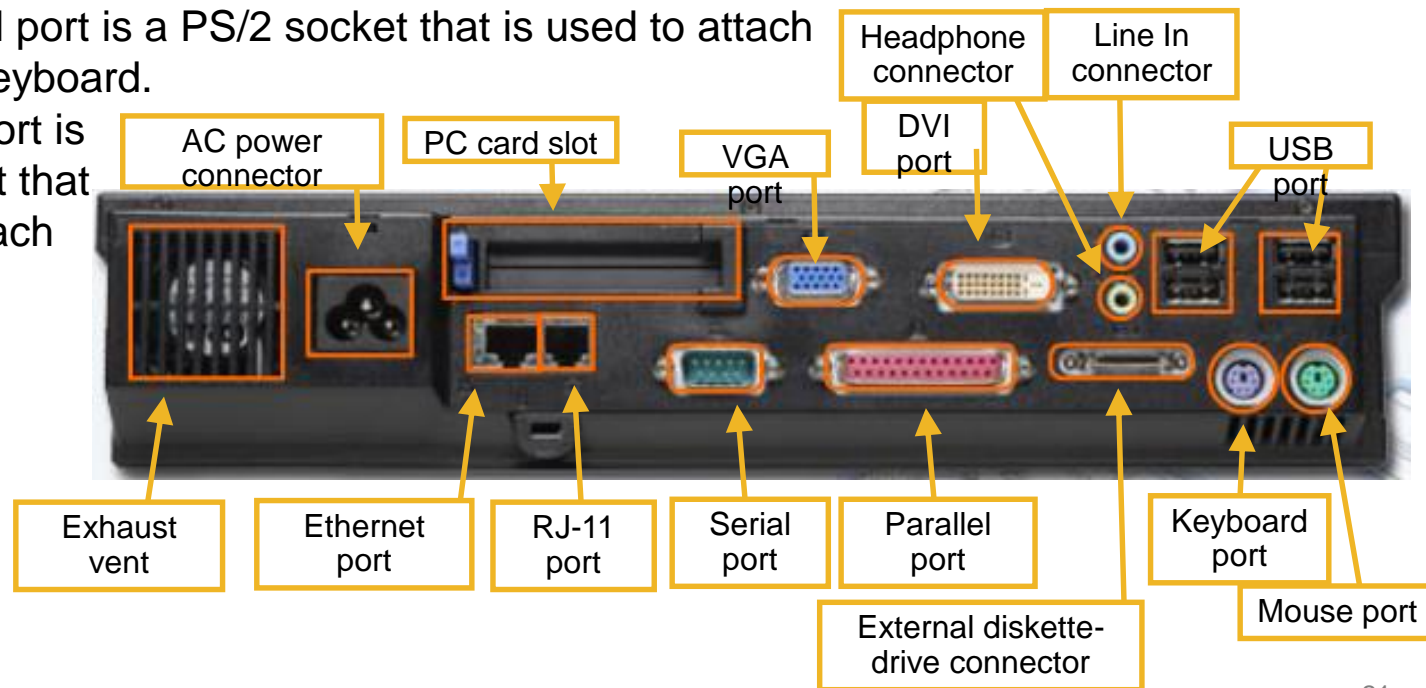 port is a PS/2 socket that is used to attach
eyboard.
ort is
t that
ach
Headphone
connector
Line In
connector
AC power
connector
PC card slot
VGA
port
DVI
port
USB
port
Exhaust
vent
Ethernet
port
RJ-11
port
Serial
port
Parallel
port
External diskette-
drive connector
Keyboard
port
Mouse port